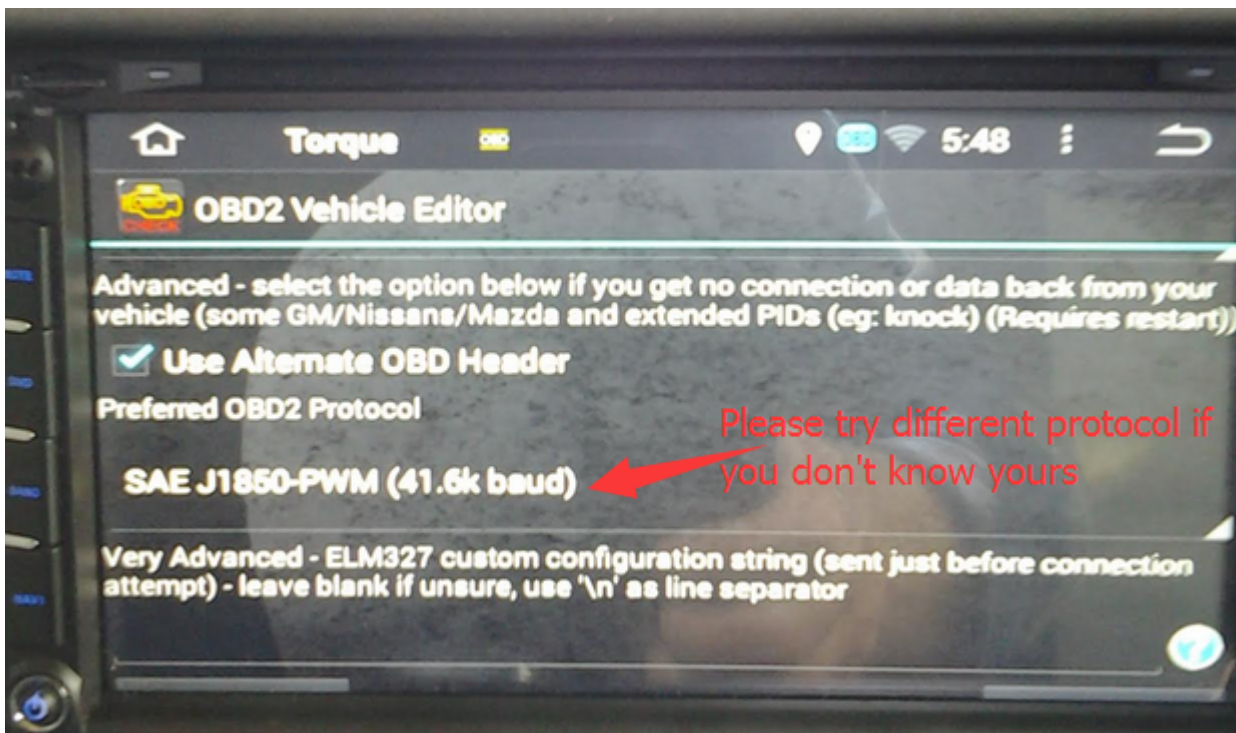 Torque
OBD
OBD
5:48
CHECK
OBD2 Vehicle Editor
Advanced - select the option below if you get no connection or data back from your
vehicle (some GM/Nissans/Mazda and extended PIDs (eg: knock) (Requires restart))
Use Alternate OBD Header
Preferred OBD2 Protocol
Please try different protocol if
you don't know yours
SAE J1850-PWM (41.6k baud)
Very Advanced - ELM327 custom configuration string (sent just before connection
attempt) - leave blank if unsure, use '\n' as line separator
BAND
NAVI
?